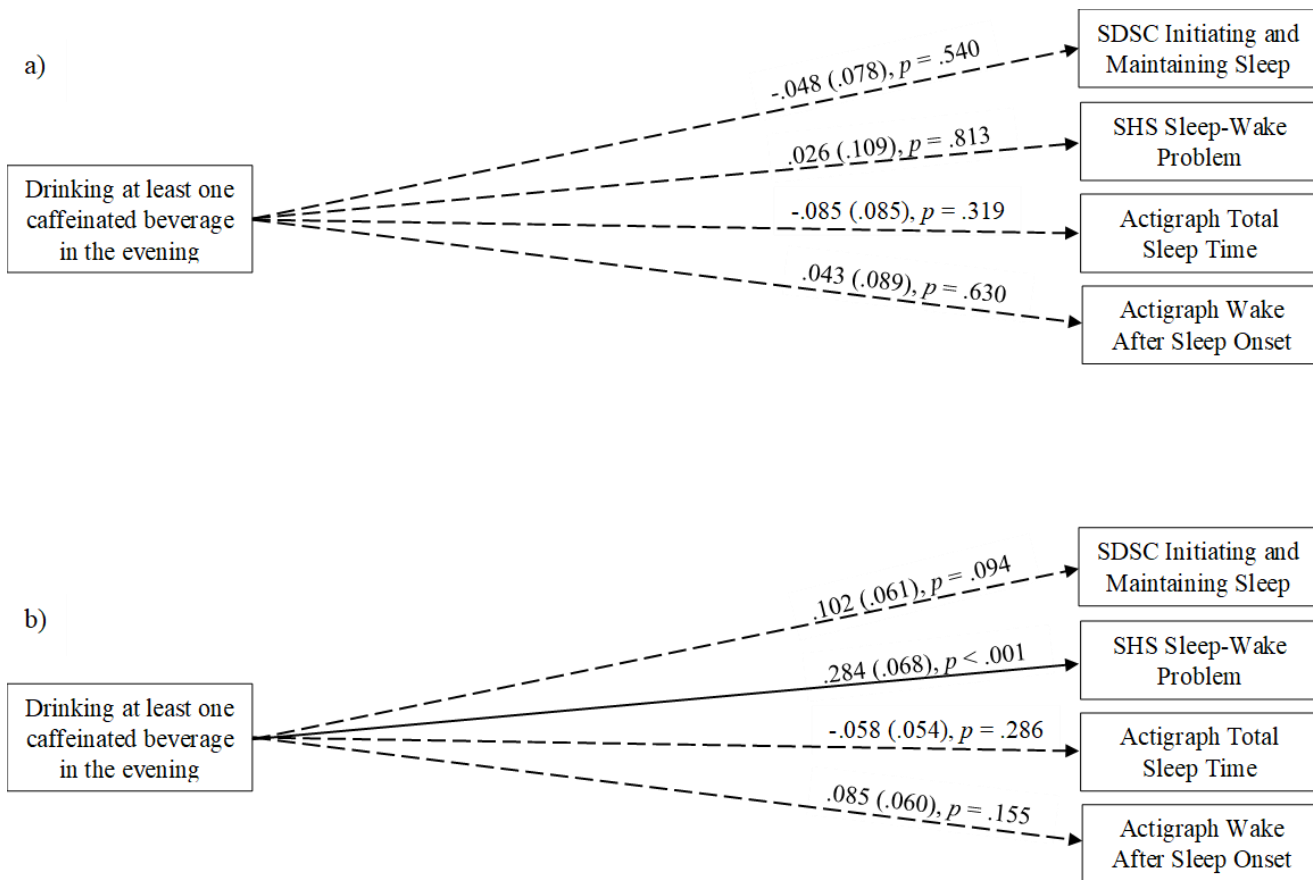 a)
Drinking at least one
caffeinated beverage
in the evening
-.048 (.078), p = .540
.026 (.109), p = .813
-.085 (.085), p = .319
.043 (.089), p = .630
SDSC Initiating and
Maintaining Sleep
SHS Sleep-Wake
Problem
Actigraph Total
Sleep Time
Actigraph Wake
After Sleep Onset
b)
Drinking at least one
caffeinated beverage
in the evening
.102 (.061), p = .094
.284 (.068), p < .001
-.058 (.054), p = .286
.085 (.060), p = .155
SDSC Initiating and
Maintaining Sleep
SHS Sleep-Wake
Problem
Actigraph Total
Sleep Time
Actigraph Wake
After Sleep Onset